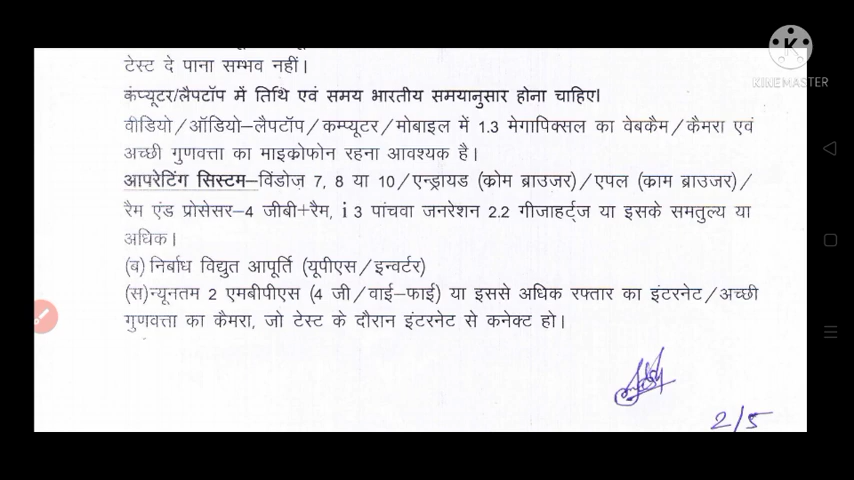 टेस्ट दे पाना सम्भव नहीं।
कंप्यूटर/लैपटॉप में तिथि एवं समय भारतीय समयानुसार होना चाहिए।
वीडियो/ऑडियो–लैपटॉप/कम्प्यूटर/मोबाइल में 1.3 मेगापिक्सल का वेबकैम/कैमरा एवं
अच्छी गुणवत्ता का माइक्रोफोन रहना आवश्यक है।
आपरेटिंग सिस्टम–विंडोज़ 7, 8 या 10/एन्ड्रायड (क्रोम ब्राउजर)/एपल (क्राम ब्राउजर)/
रैम एंड प्रोसेसर–4 जीबी+रैम, i 3 पांचवा जनरेशन 2.2 गीजाहर्ट्ज या इसके समतुल्य या
अधिक।
(ब) निर्बाध विद्युत आपूर्ति (यूपीएस/इन्वर्टर)
(स)न्यूनतम 2 एमबीपीएस (4 जी/वाई–फाई) या इससे अधिक रफ्तार का इंटरनेट/अच्छी
गुणवत्ता का कैमरा, जो टेस्ट के दौरान इंटरनेट से कनेक्ट हो।
2/5
K
KINEMASTER